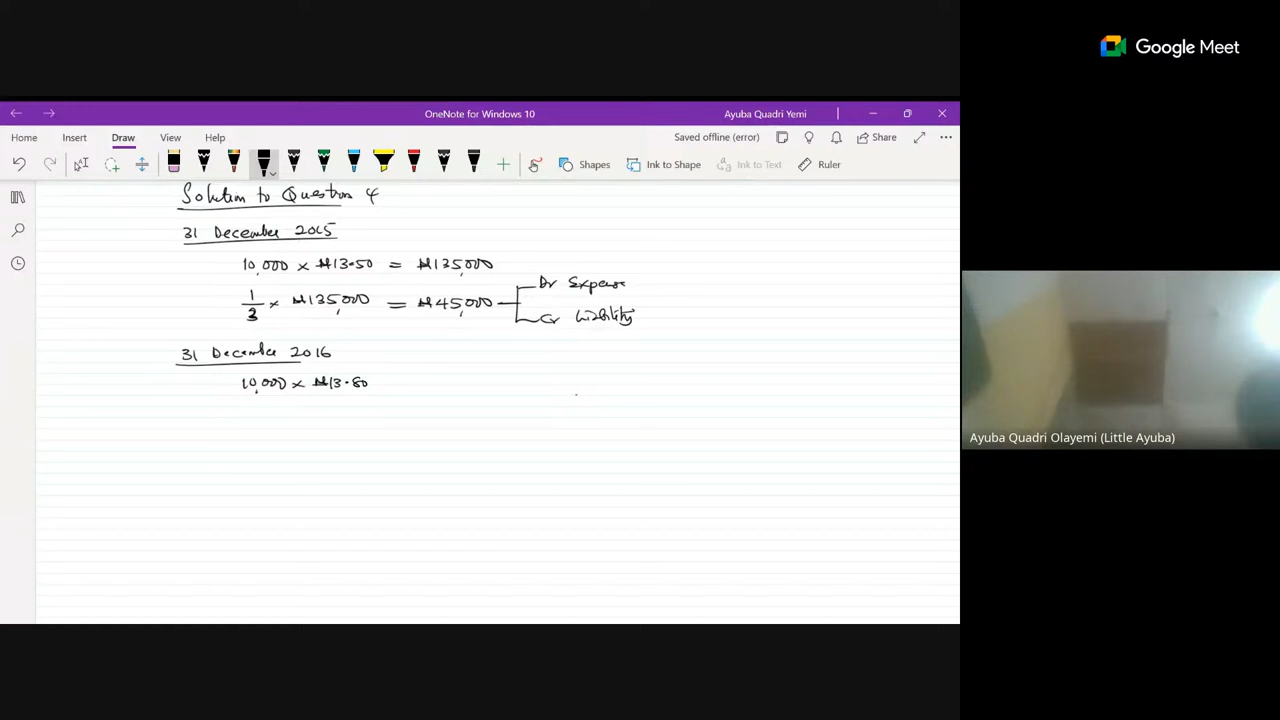 Google Meet
OneNote for Windows 10
Ayuba Quadri Yemi
Home Insert Draw View Help
Saved offline (error)
Share
Shapes
Ink to Shape
Ink to Text
Ruler
Solution to Question 4
31 December 2015
10,000 × ₦13.50 = ₦135,000
1/3 × ₦135,000 = ₦45,000
Dr Expense
Cr Liability
31 December 2016
10,000 × ₦13.80
Ayuba Quadri Olayemi (Little Ayuba)